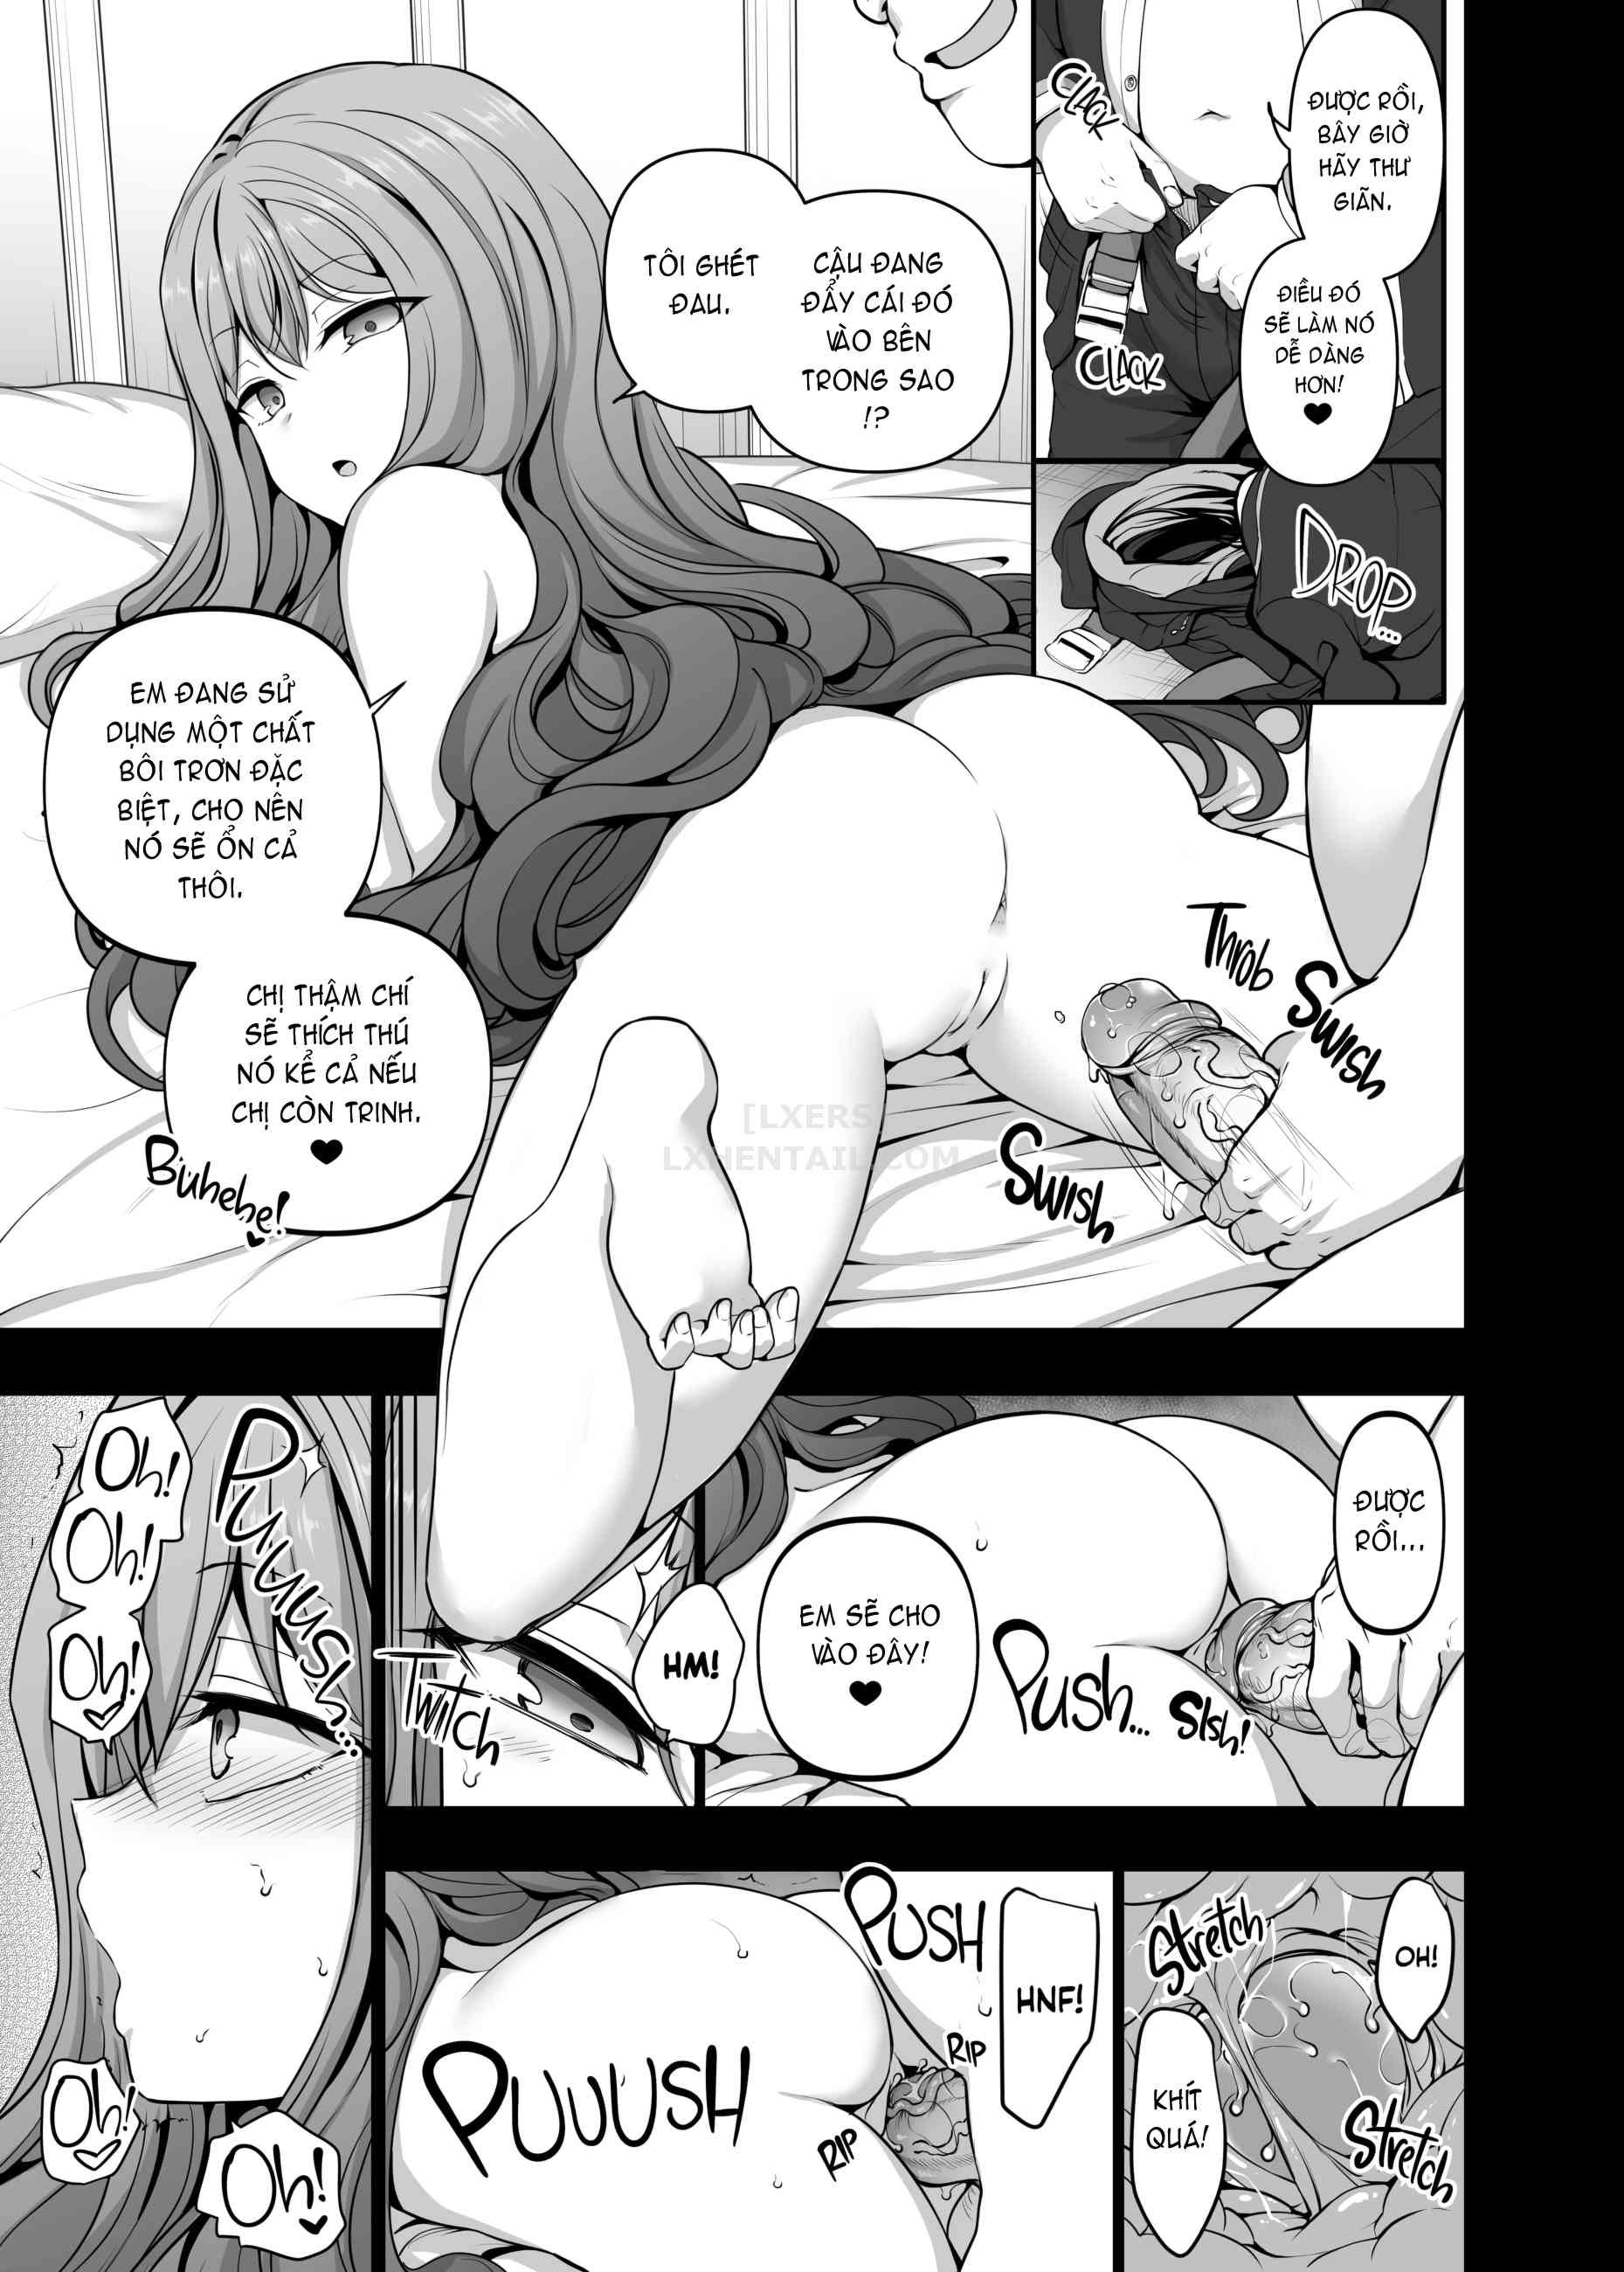 ĐƯỢC RỒI,
BÂY GIỜ
HÃY THƯ
GIÃN.
ĐIỀU ĐÓ
SẼ LÀM NÓ
DỄ DÀNG
HƠN!
CLACK
CLACK
DROP...
CẬU ĐANG
ĐẨY CÁI ĐÓ
VÀO BÊN
TRONG SAO
!?
TÔI GHÉT
ĐAU.
EM ĐANG SỬ
DỤNG MỘT CHẤT
BÔI TRƠN ĐẶC
BIỆT, CHO NÊN
NÓ SẼ ỔN CẢ
THÔI.
CHỊ THẬM CHÍ
SẼ THÍCH THÚ
NÓ KỂ CẢ NẾU
CHỊ CÒN TRINH.
Buhehe!
Throb
Swish
Swish
[LXERS]
LXHENTAI.COM
ĐƯỢC
RỒI...
EM SẼ CHO
VÀO ĐÂY!
Push...
Slsh!
HM!
Twitch
Puuuush...
Oh!
Oh!
Oh!
Oh!
Oh!
OH!
Stretch
KHÍT
QUÁ!
Stretch
HNF!
PUSH
RIP
RIP
PUUUUSH